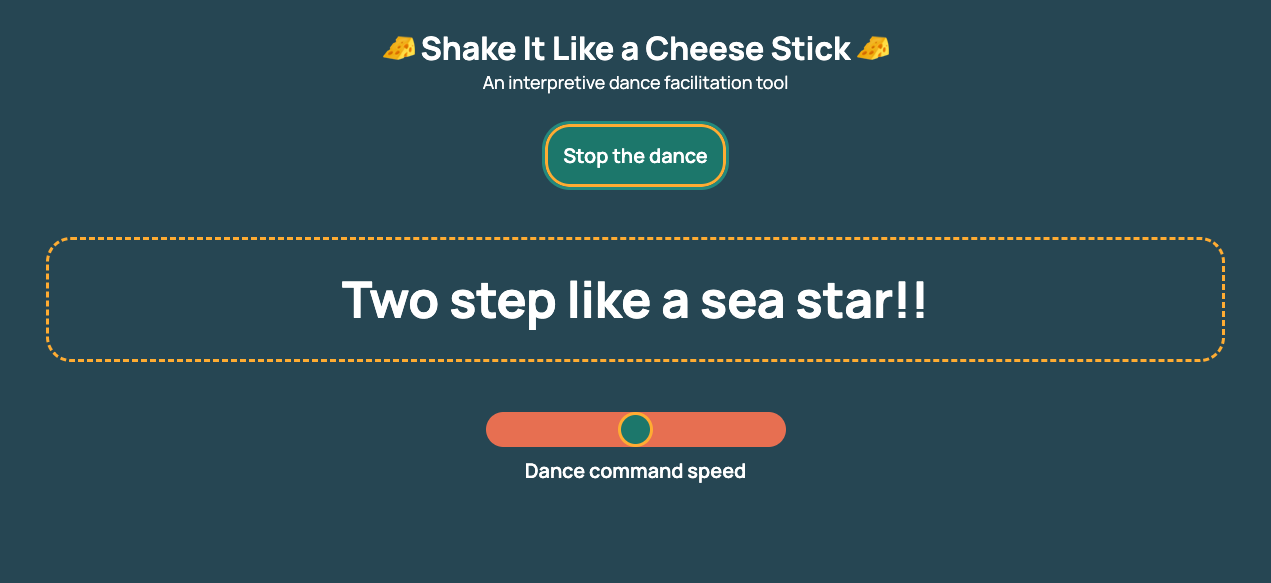 🧀 Shake It Like a Cheese Stick 🧀
An interpretive dance facilitation tool
Stop the dance
Two step like a sea star!!
Dance command speed